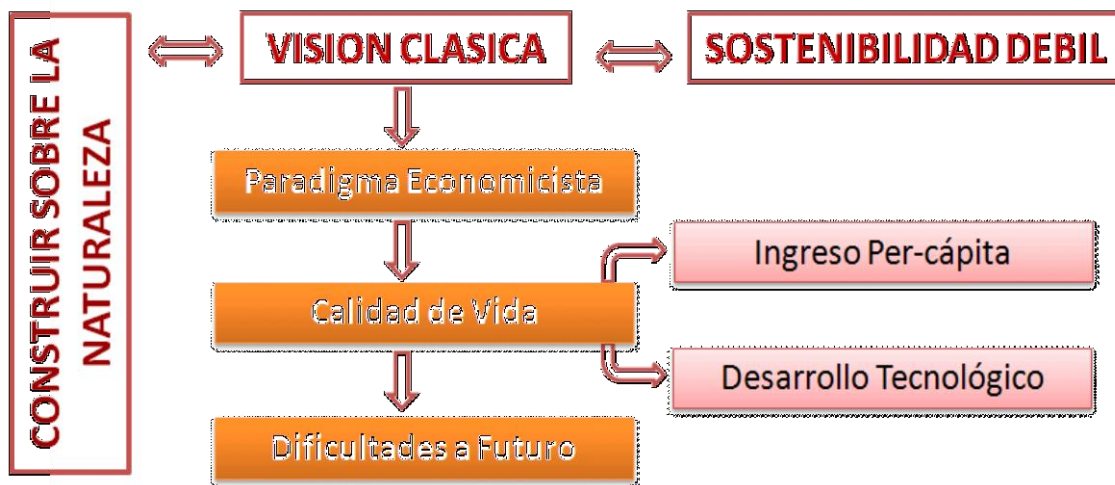 CONSTRUIR SOBRE LA
NATURALEZA
VISION CLASICA
SOSTENIBILIDAD DEBIL
Paradigma Economicista
Ingreso Per-cápita
Calidad de Vida
Desarrollo Tecnológico
Dificultades a Futuro